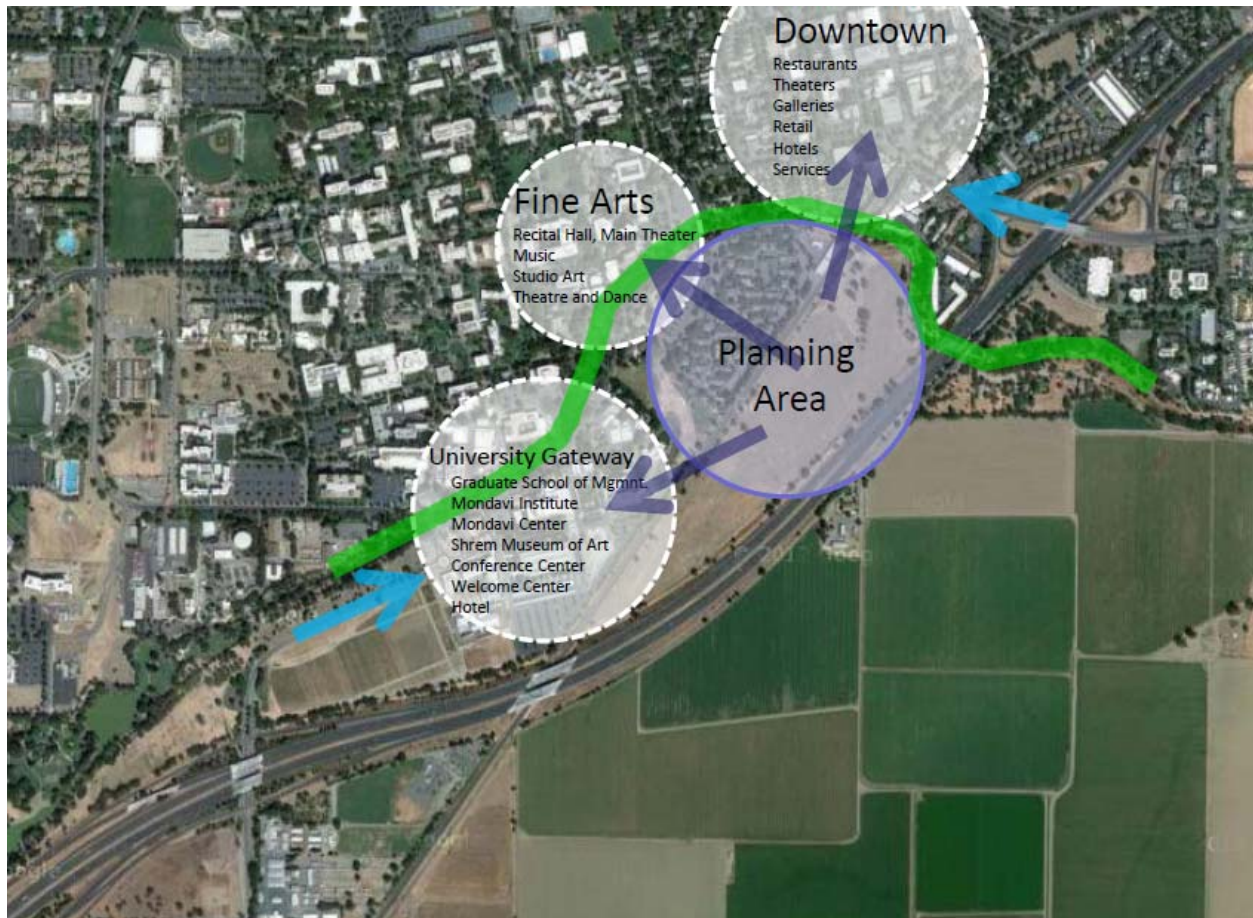 Downtown
Restaurants
Theaters
Galleries
Retail
Hotels
Services
Fine Arts
Recital Hall, Main Theater
Music
Studio Art
Theatre and Dance
Planning
Area
University Gateway
Graduate School of Mgmnt.
Mondavi Institute
Mondavi Center
Shrem Museum of Art
Conference Center
Welcome Center
Hotel